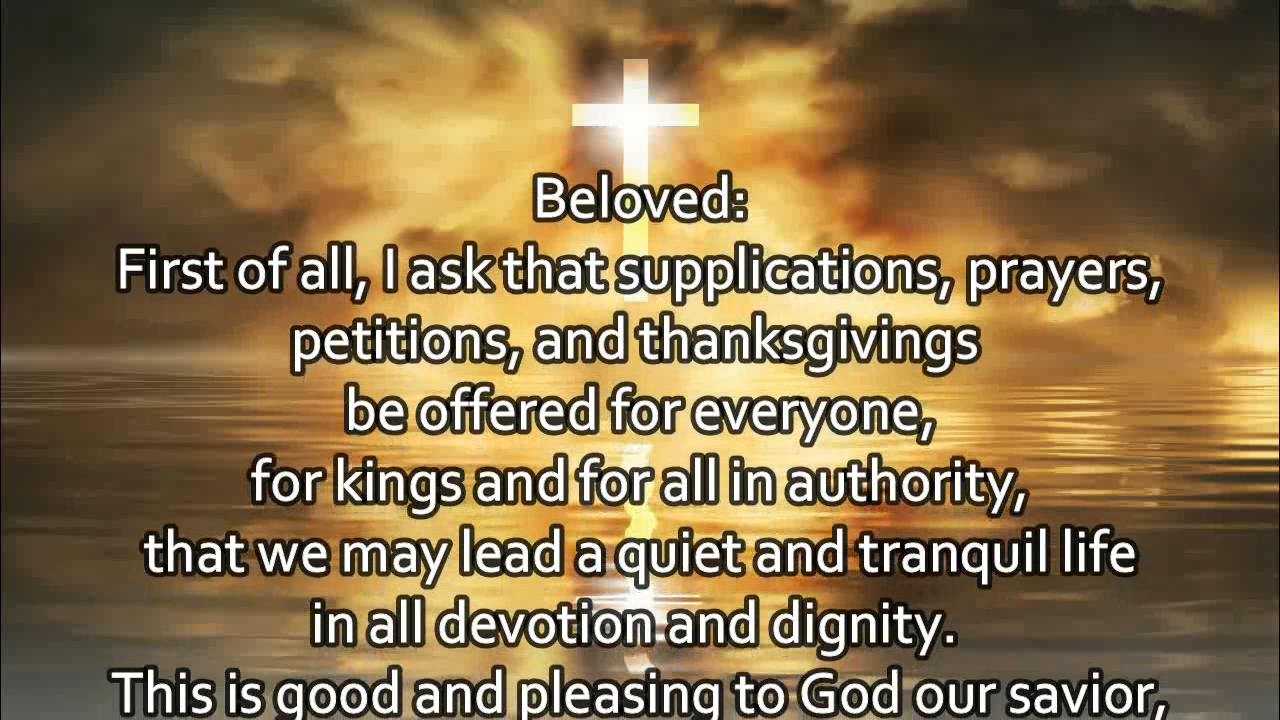 Beloved:
First of all, I ask that supplications, prayers,
petitions, and thanksgivings
be offered for everyone,
for kings and for all in authority,
that we may lead a quiet and tranquil life
in all devotion and dignity.
This is good and pleasing to God our savior,